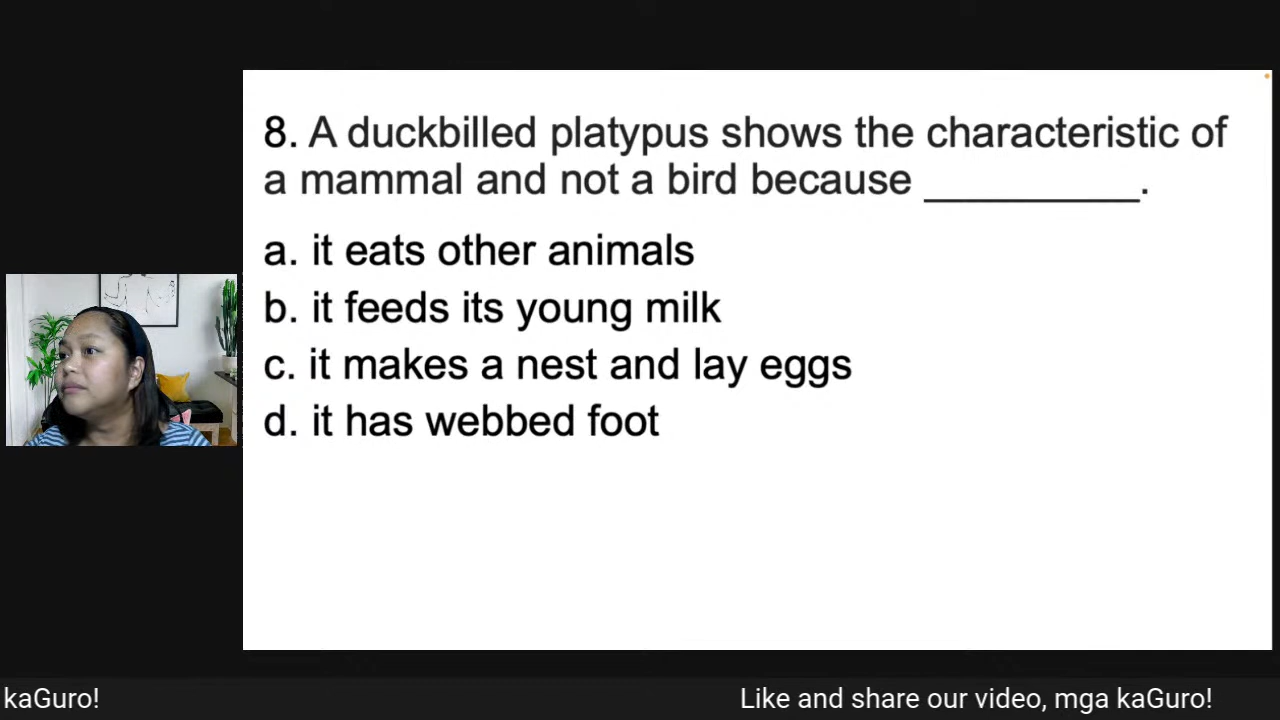 8. A duckbilled platypus shows the characteristic of
a mammal and not a bird because _________.
a. it eats other animals
b. it feeds its young milk
c. it makes a nest and lay eggs
d. it has webbed foot
kaGuro!
Like and share our video, mga kaGuro!